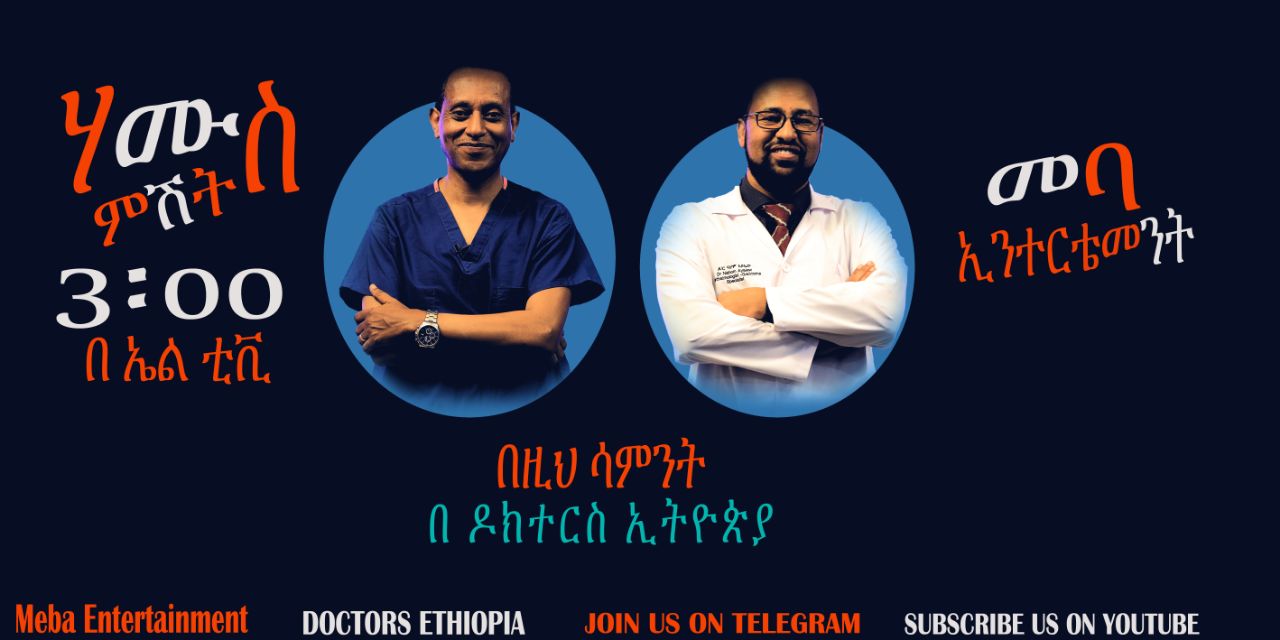 ሃሙስ
ምሽት
3:00
በ ኤል ቲቪ
መባ
ኢንተርቴመንት
በዚህ ሳምንት
በ ዶክተርስ ኢትዮጵያ
Meba Entertainment
DOCTORS ETHIOPIA
JOIN US ON TELEGRAM
SUBSCRIBE US ON YOUTUBE